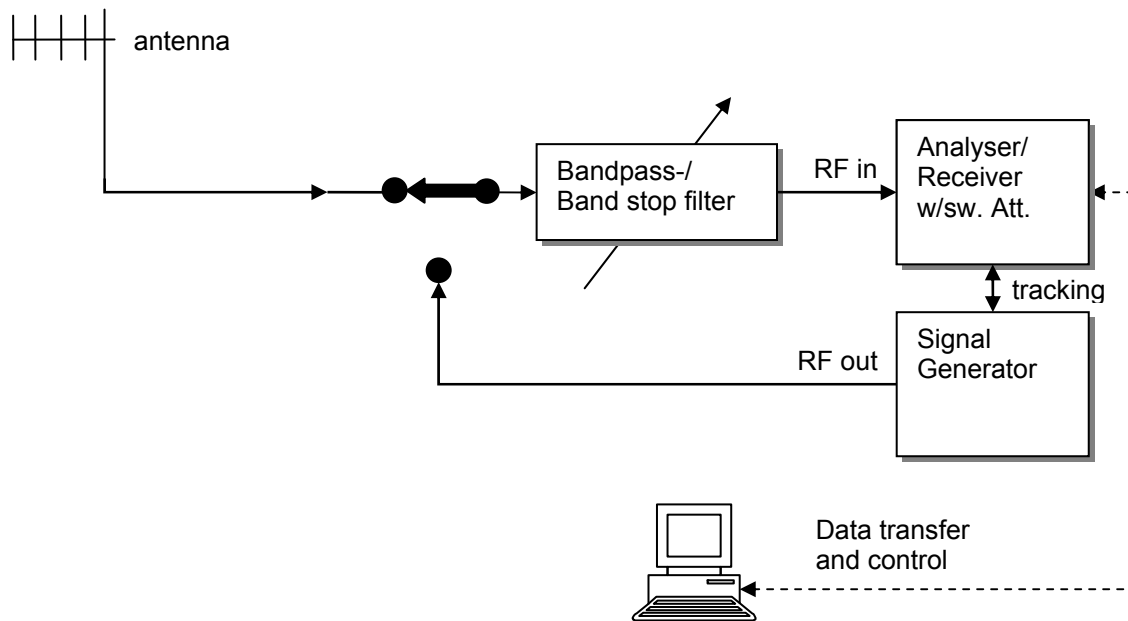 antenna
Bandpass-/
Band stop filter
RF in
Analyser/
Receiver
w/sw. Att.
tracking
RF out
Signal
Generator
Data transfer
and control